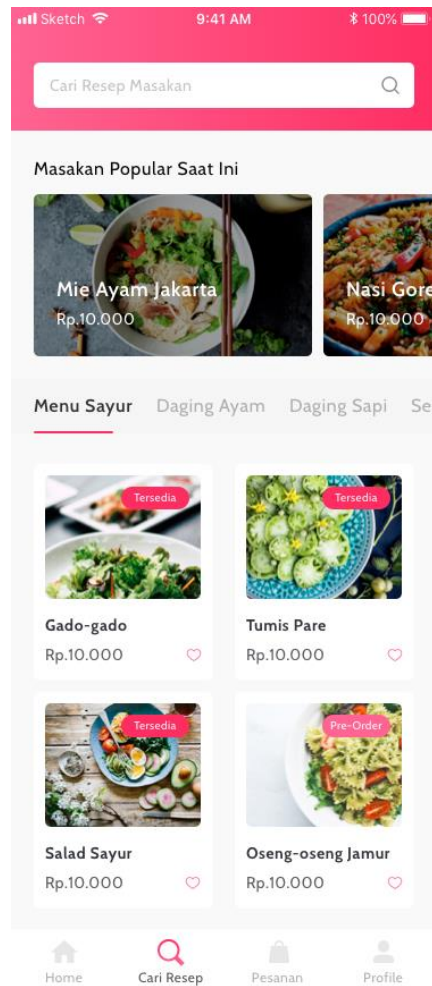 Sketch 9:41 AM 100%
Cari Resep Masakan
Masakan Popular Saat Ini
Mie Ayam Jakarta
Rp.10.000
Nasi Gore
Rp.10.000
Menu Sayur Daging Ayam Daging Sapi Se
Tersedia
Gado-gado
Rp.10.000
Tersedia
Tumis Pare
Rp.10.000
Tersedia
Salad Sayur
Rp.10.000
Pre-Order
Oseng-oseng Jamur
Rp.10.000
Home Cari Resep Pesanan Profile